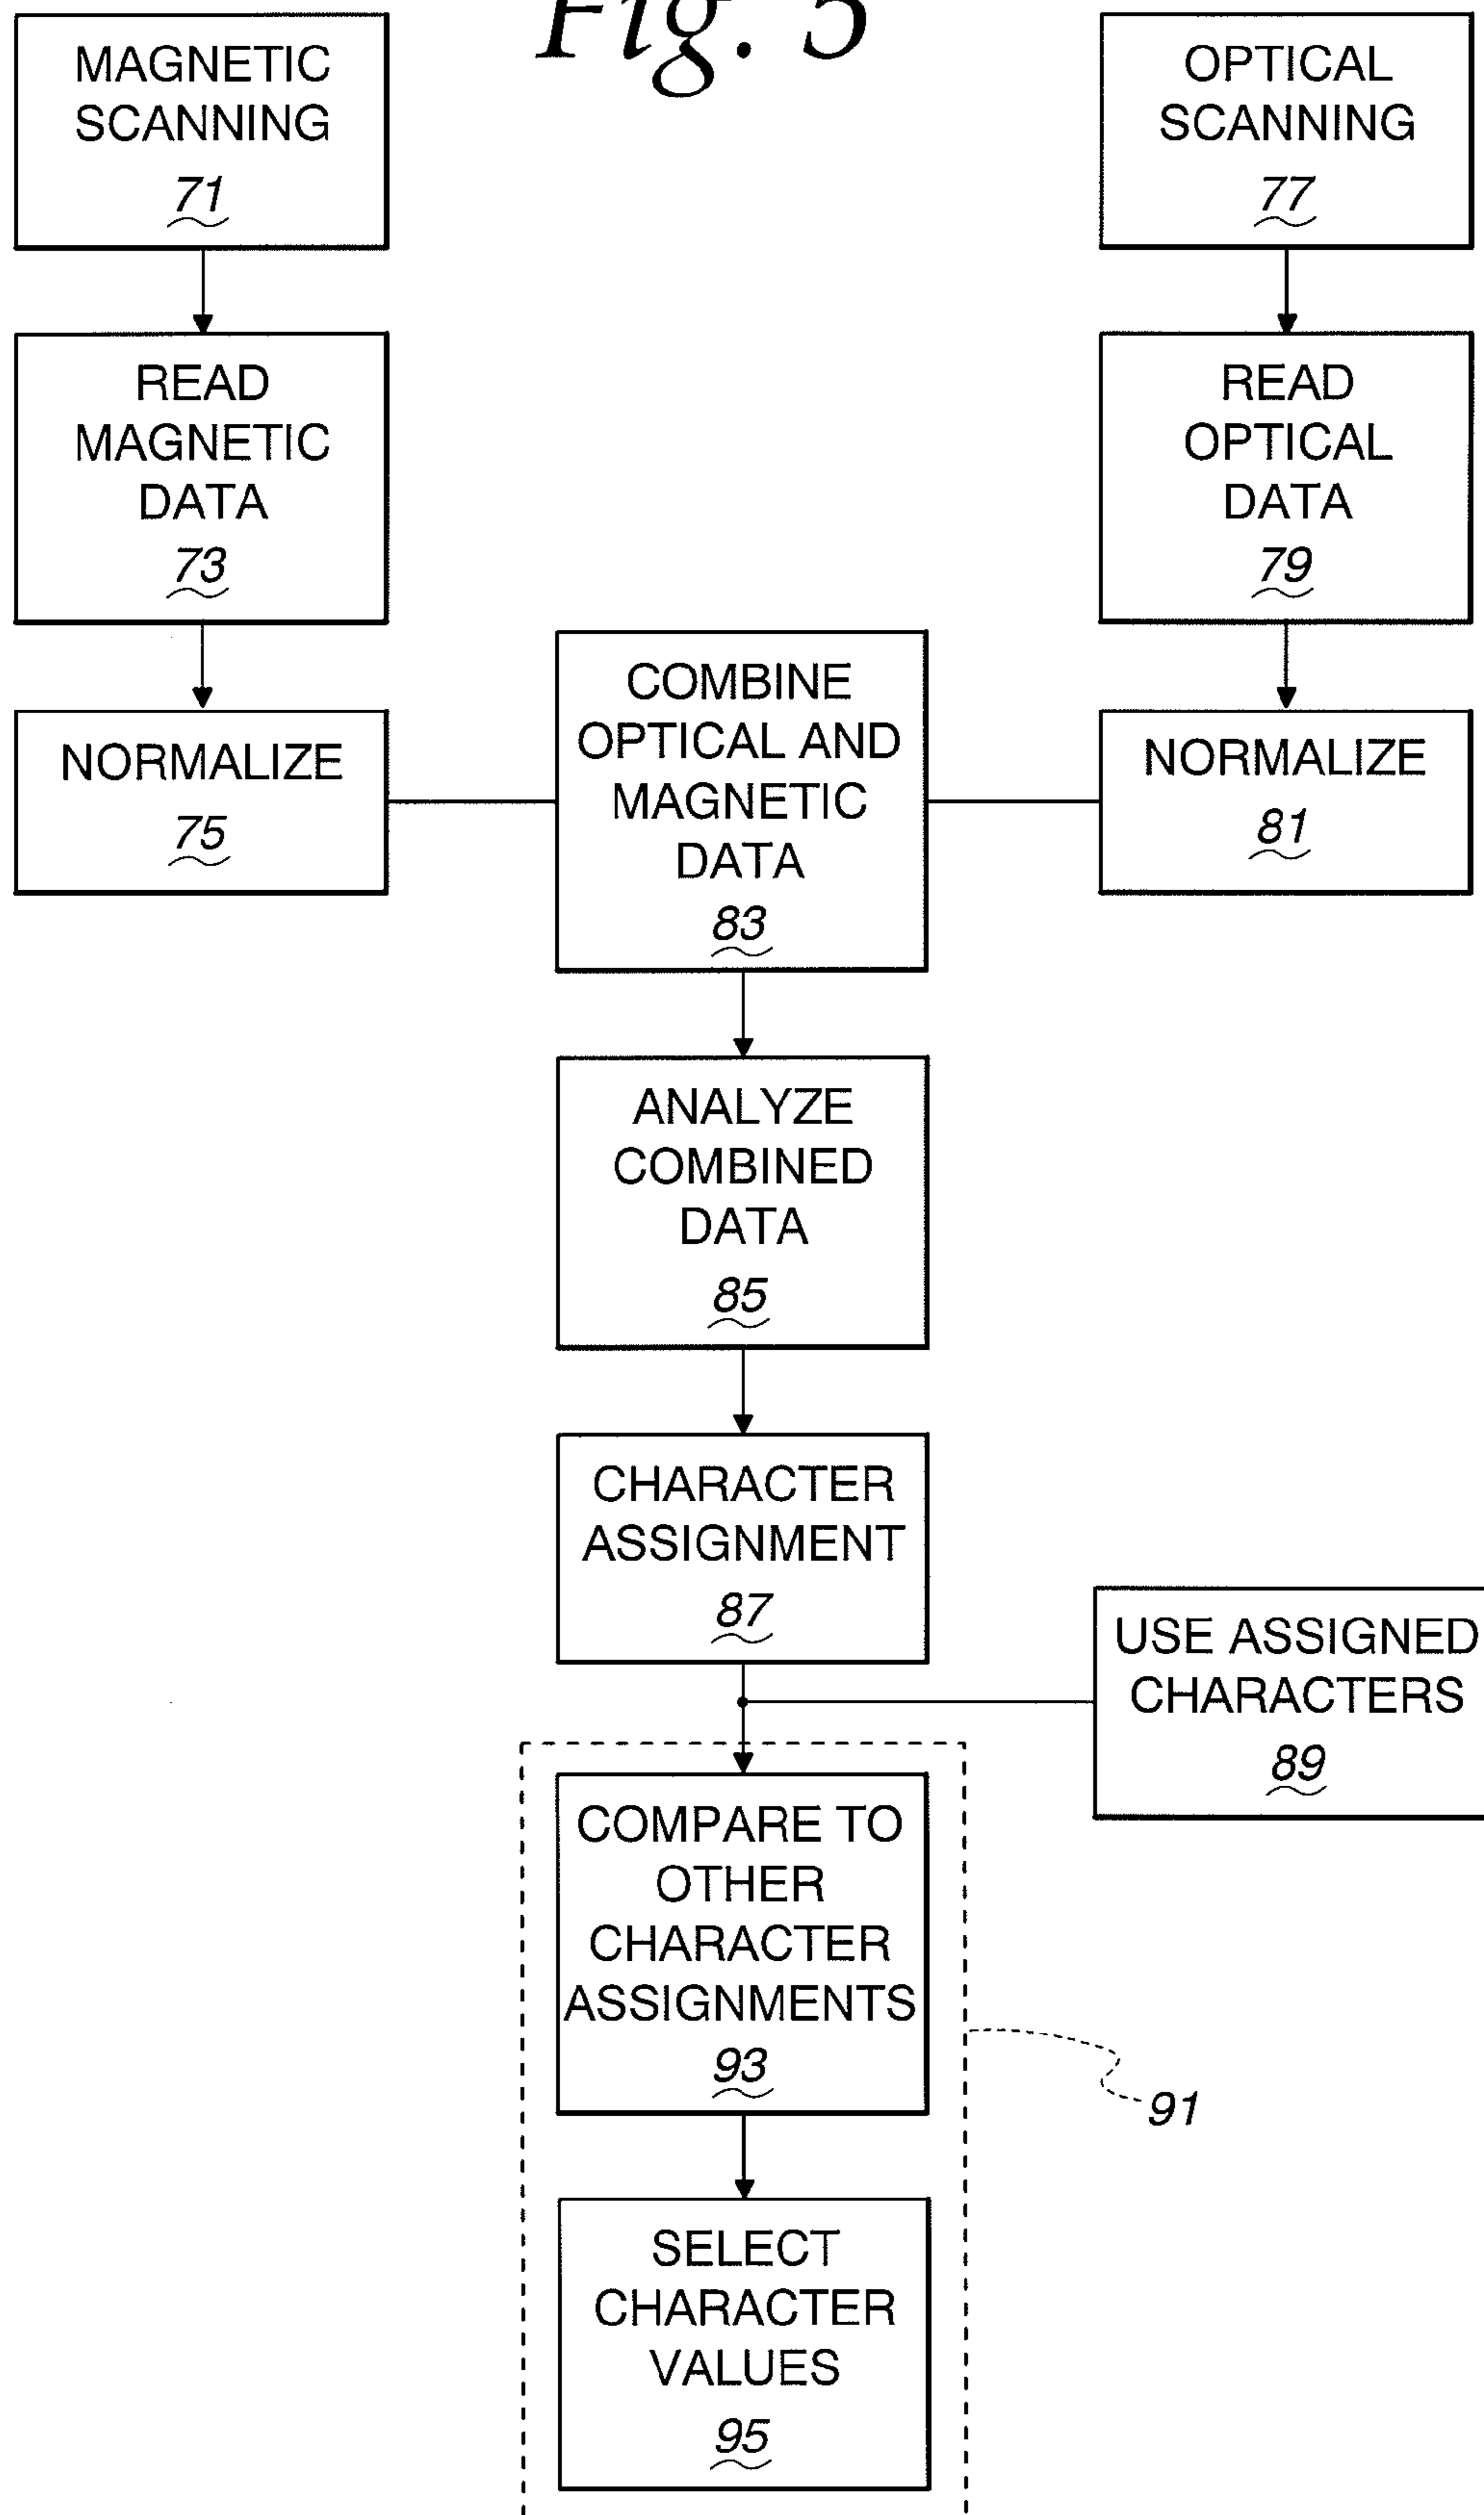 Fig. 5
MAGNETIC
SCANNING
71
OPTICAL
SCANNING
77
READ
MAGNETIC
DATA
73
READ
OPTICAL
DATA
79
NORMALIZE
75
COMBINE
OPTICAL AND
MAGNETIC
DATA
83
NORMALIZE
81
ANALYZE
COMBINED
DATA
85
CHARACTER
ASSIGNMENT
87
USE ASSIGNED
CHARACTERS
89
COMPARE TO
OTHER
CHARACTER
ASSIGNMENTS
93
91
SELECT
CHARACTER
VALUES
95